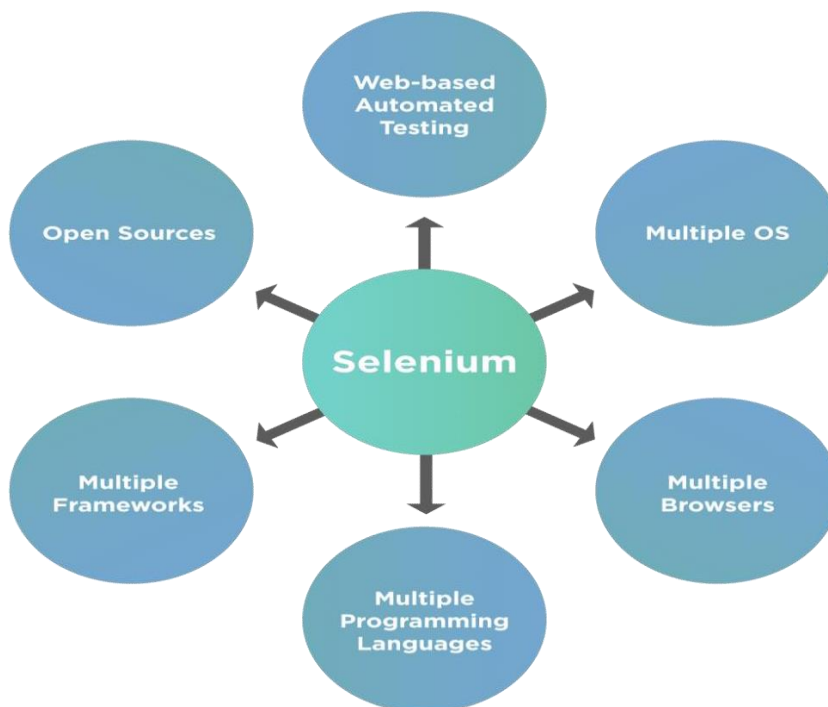 Web-based
Automated
Testing
Open Sources
Multiple OS
Selenium
Multiple
Frameworks
Multiple
Browsers
Multiple
Programming
Languages